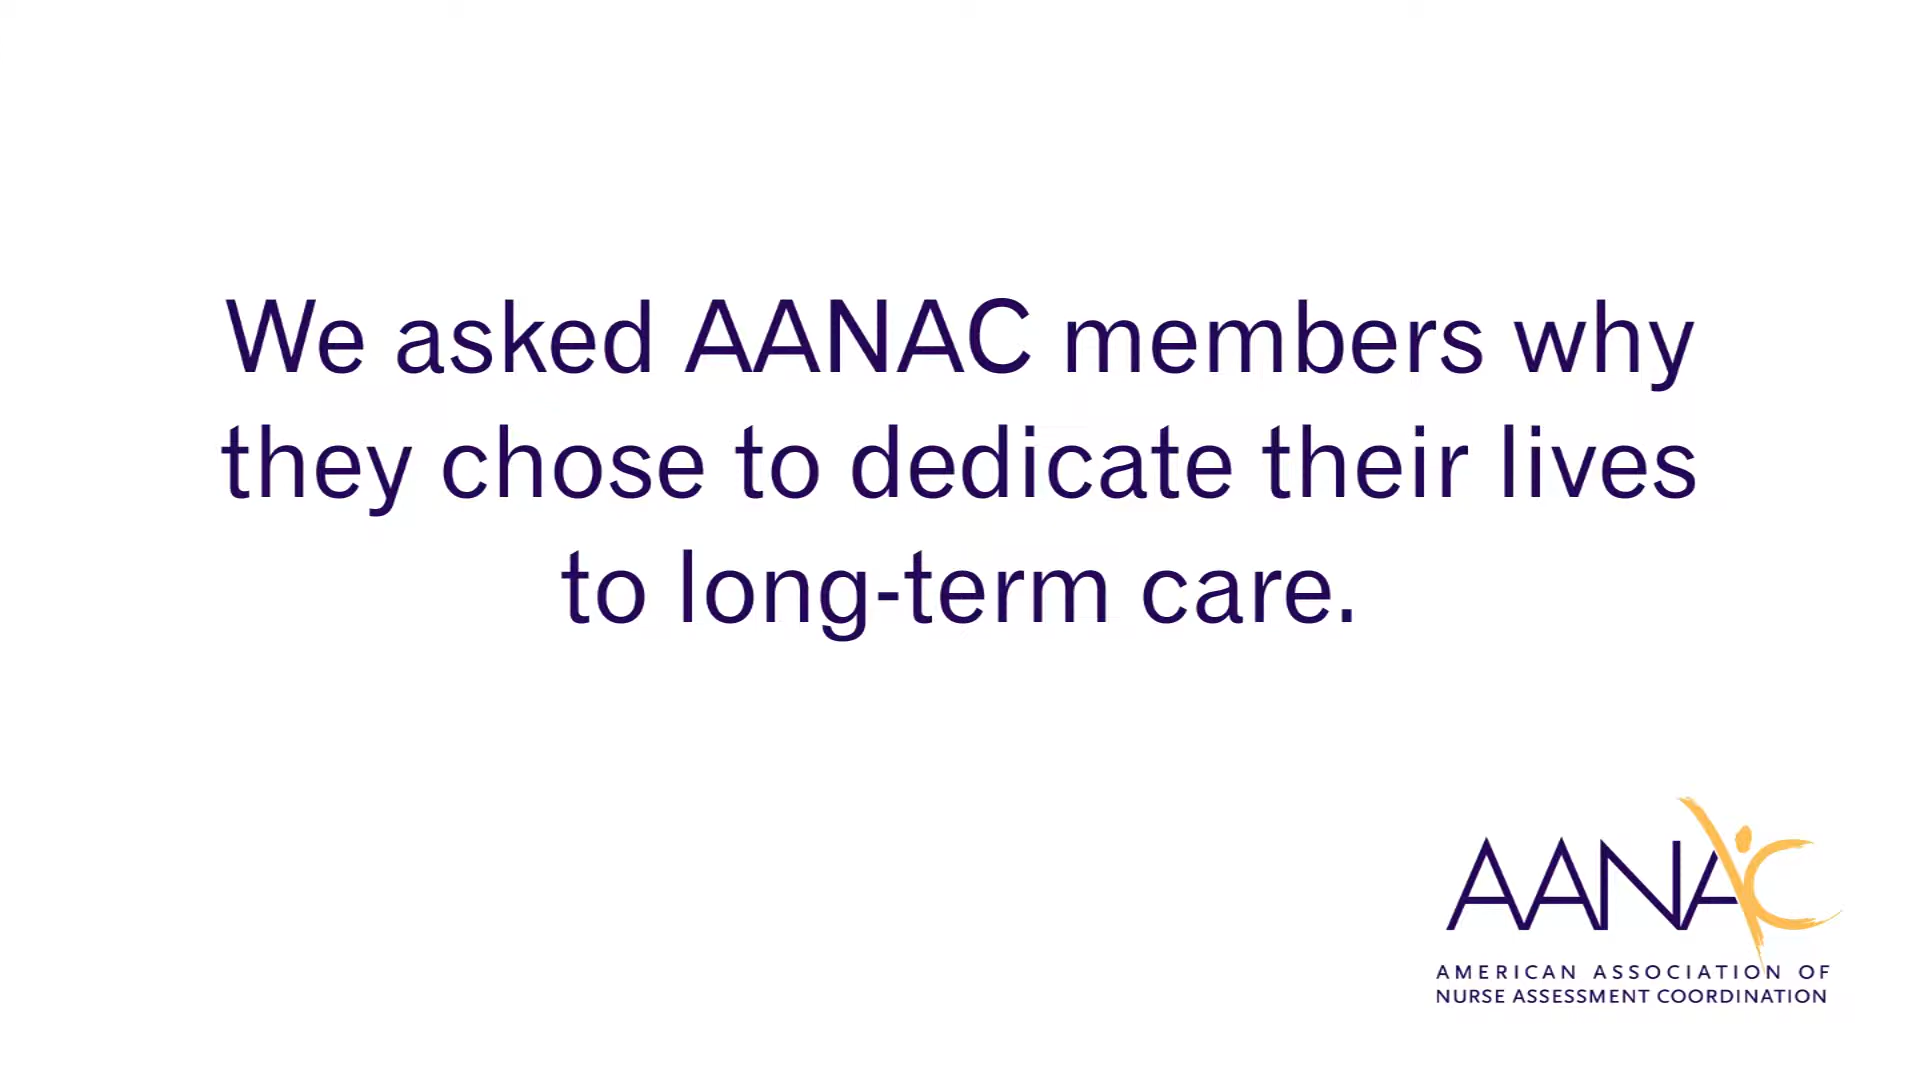 We asked AANAC members why
they chose to dedicate their lives
to long-term care.
AANAC
AMERICAN ASSOCIATION OF
NURSE ASSESSMENT COORDINATION